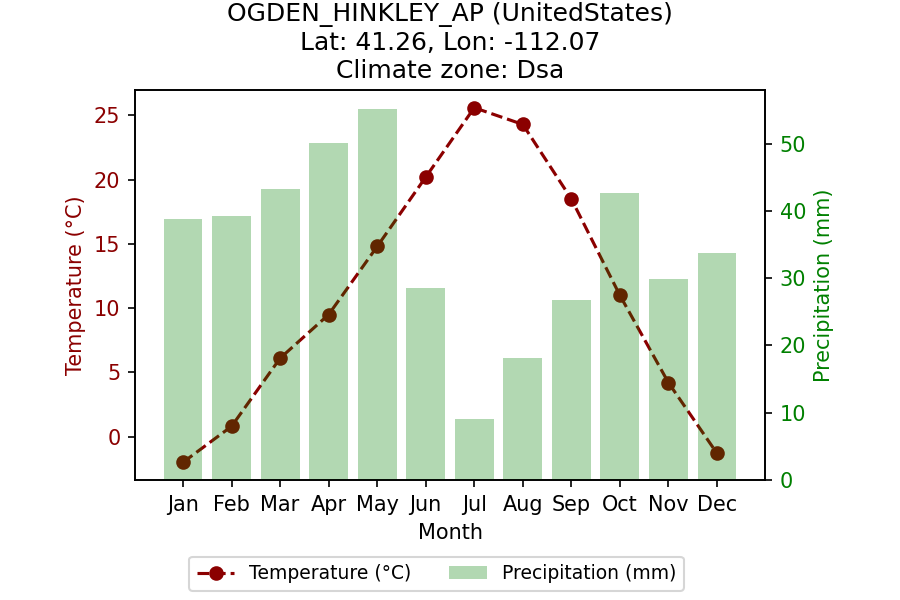 OGDEN_HINKLEY_AP (UnitedStates)
Lat: 41.26, Lon: -112.07
Climate zone: Dsa
Temperature (°C)
25
20
15
10
5
0
Precipitation (mm)
50
40
30
20
10
0
Jan Feb Mar Apr May Jun Jul Aug Sep Oct Nov Dec
Month
Temperature (°C) Precipitation (mm)